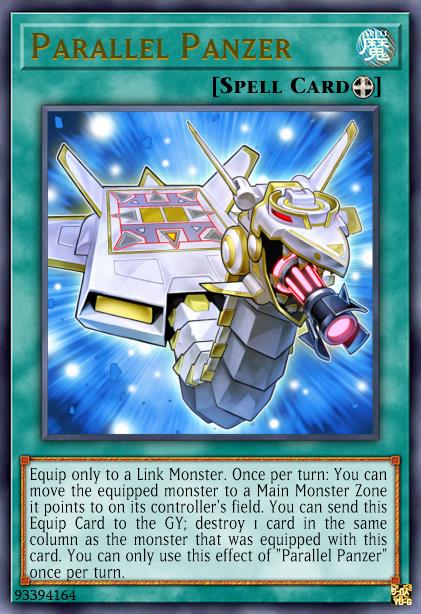 PARALLEL PANZER
SPELL
魔
[SPELL CARD]
Equip only to a Link Monster. Once per turn: You can
move the equipped monster to a Main Monster Zone
it points to on its controller's field. You can send this
Equip Card to the GY; destroy 1 card in the same
column as the monster that was equipped with this
card. You can only use this effect of "Parallel Panzer"
once per turn.
93394164